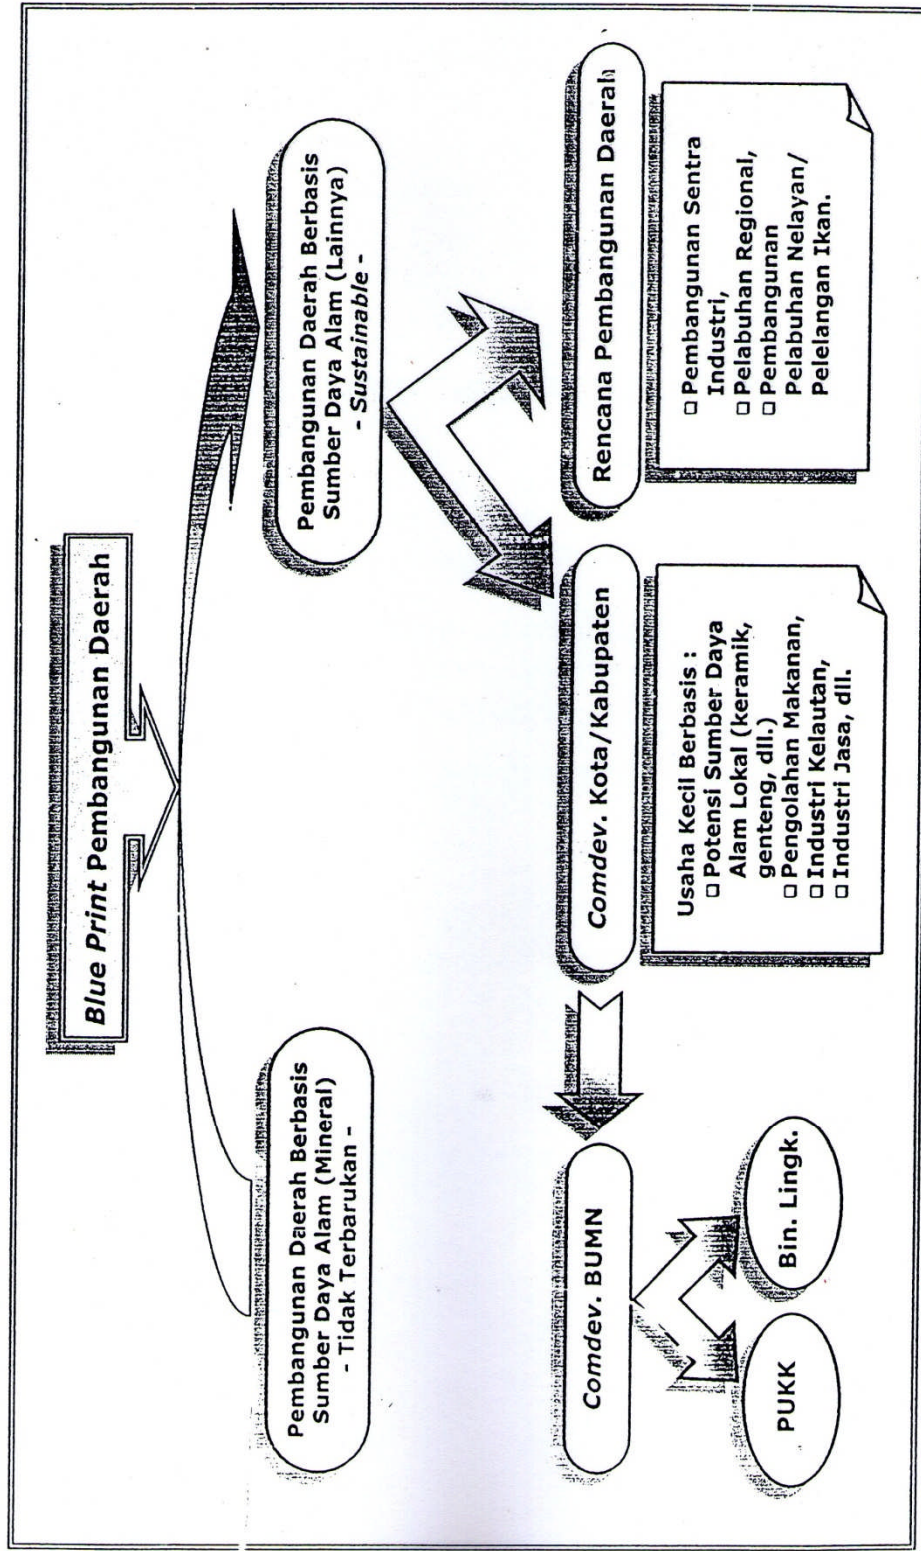 Blue Print Pembangunan Daerah
Pembangunan Daerah Berbasis
Sumber Daya Alam (Mineral)
- Tidak Terbarukan -
Pembangunan Daerah Berbasis
Sumber Daya Alam (Lainnya)
- Sustainable -
Comdev. BUMN
Comdev. Kota/Kabupaten
Rencana Pembangunan Daerah
PUKK
Bin. Lingk.
Usaha Kecil Berbasis :
□ Potensi Sumber Daya
Alam Lokal (keramik,
genteng, dll.)
□ Pengolahan Makanan,
□ Industri Kelautan,
□ Industri Jasa, dll.
□ Pembangunan Sentra
Industri,
□ Pelabuhan Regional,
□ Pembangunan
Pelabuhan Nelayan/
Pelelangan Ikan.